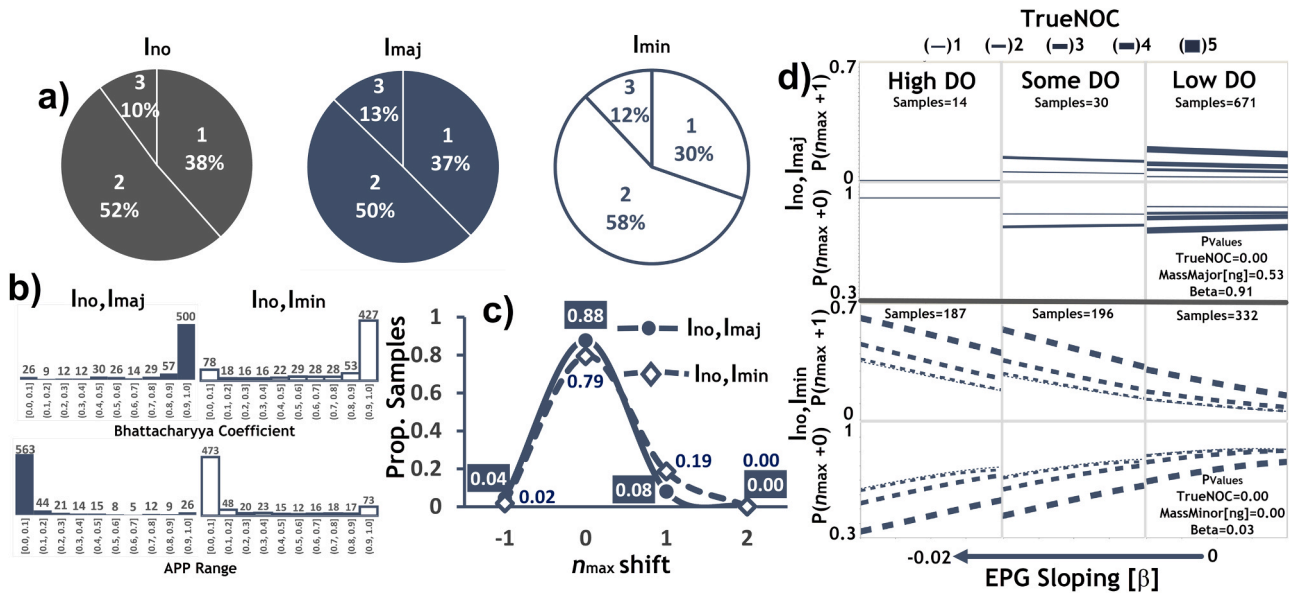 a)
Ino
3
10%
1
38%
2
52%
Imaj
3
13%
1
37%
2
50%
Imin
3
12%
1
30%
2
58%
b)
Ino,Imaj
26 9 12 12 30 26 14 29 57 500
[0.0, 0.1] (0.1, 0.2] (0.2, 0.3] (0.3, 0.4] (0.4, 0.5] (0.5, 0.6] (0.6, 0.7] (0.7, 0.8] (0.8, 0.9] (0.9, 1.0]
Ino,Imin
78 18 16 16 22 29 28 28 53 427
[0.0, 0.1] (0.1, 0.2] (0.2, 0.3] (0.3, 0.4] (0.4, 0.5] (0.5, 0.6] (0.6, 0.7] (0.7, 0.8] (0.8, 0.9] (0.9, 1.0]
Bhattacharyya Coefficient
563 44 21 14 15 8 5 12 9 26
[0.0, 0.1] (0.1, 0.2] (0.2, 0.3] (0.3, 0.4] (0.4, 0.5] (0.5, 0.6] (0.6, 0.7] (0.7, 0.8] (0.8, 0.9] (0.9, 1.0]
473 48 20 23 15 12 16 18 17 73
[0.0, 0.1] (0.1, 0.2] (0.2, 0.3] (0.3, 0.4] (0.4, 0.5] (0.5, 0.6] (0.6, 0.7] (0.7, 0.8] (0.8, 0.9] (0.9, 1.0]
APP Range
c)
Prop. Samples
1
0.8
0.6
0.4
0.2
0
0.88
0.79
0.04
0.02
0.08
0.19
0.00
0.00
Ino,Imaj
Ino,Imin
-1 0 1 2
nmax shift
d)
TrueNOC
(—)1 (—)2 (—)3 (—)4 (■)5
High DO
Samples=14
Some DO
Samples=30
Low DO
Samples=671
Ino,Imaj
P(nmax +1)
0.7
0
P(nmax +0)
1
0.3
PValues
TrueNOC=0.00
MassMajor[ng]=0.53
Beta=0.91
Samples=187
Samples=196
Samples=332
Ino,Imin
P(nmax +1)
0.7
0
P(nmax +0)
1
0.3
PValues
TrueNOC=0.00
MassMinor[ng]=0.00
Beta=0.03
-0.02 0
EPG Sloping [β]